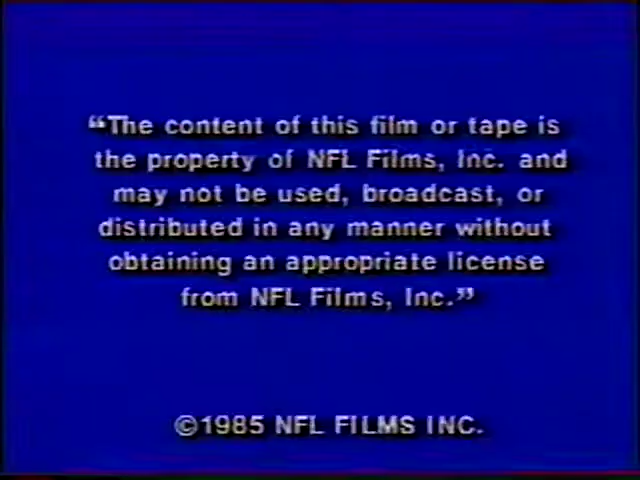 “The content of this film or tape is
the property of NFL Films, Inc. and
may not be used, broadcast, or
distributed in any manner without
obtaining an appropriate license
from NFL Films, Inc.”
©1985 NFL FILMS INC.